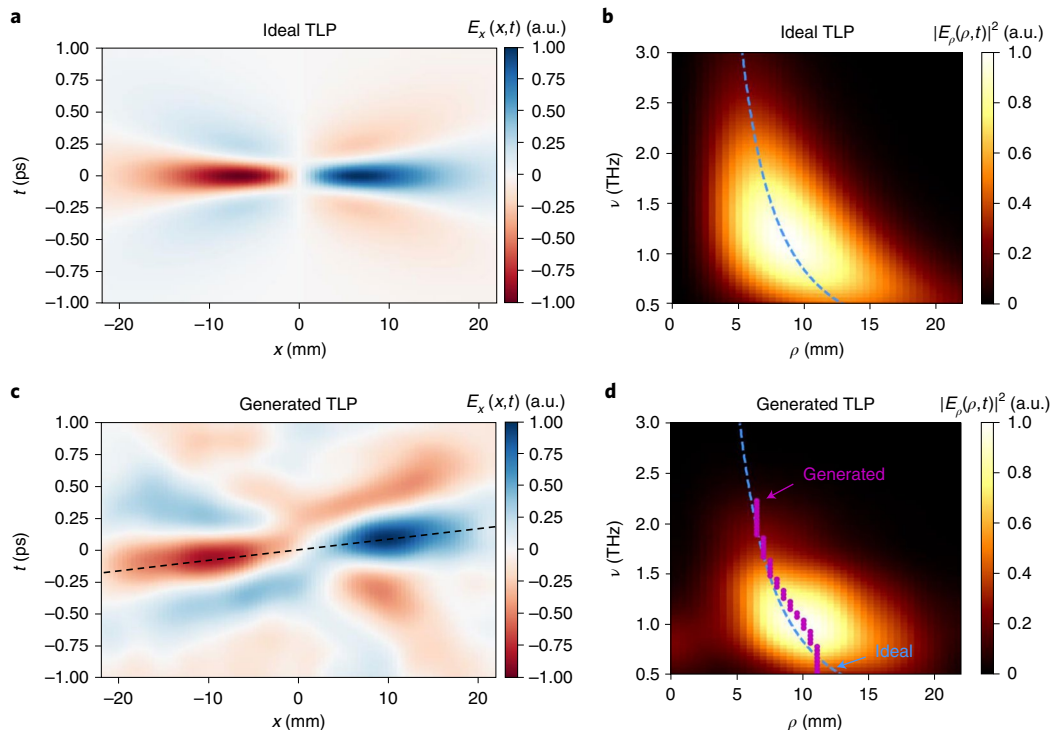 a
Ideal TLP
E_x(x,t) (a.u.)
1.00
0.75
0.50
0.25
0
−0.25
−0.50
−0.75
−1.00
t (ps)
1.00
0.75
0.50
0.25
0
−0.25
−0.50
−0.75
−1.00
−20 −10 0 10 20
x (mm)
b
Ideal TLP
|E_ρ(ρ,t)|² (a.u.)
3.0
2.5
2.0
1.5
1.0
0.5
ν (THz)
1.0
0.8
0.6
0.4
0.2
0
0 5 10 15 20
ρ (mm)
c
Generated TLP
E_x (x,t) (a.u.)
1.00
0.75
0.50
0.25
0
−0.25
−0.50
−0.75
−1.00
t (ps)
1.00
0.75
0.50
0.25
0
−0.25
−0.50
−0.75
−1.00
−20 −10 0 10 20
x (mm)
d
Generated TLP
|E_ρ(ρ,t)|² (a.u.)
3.0
2.5
2.0
1.5
1.0
0.5
ν (THz)
Generated
Ideal
1.0
0.8
0.6
0.4
0.2
0
0 5 10 15 20
ρ (mm)